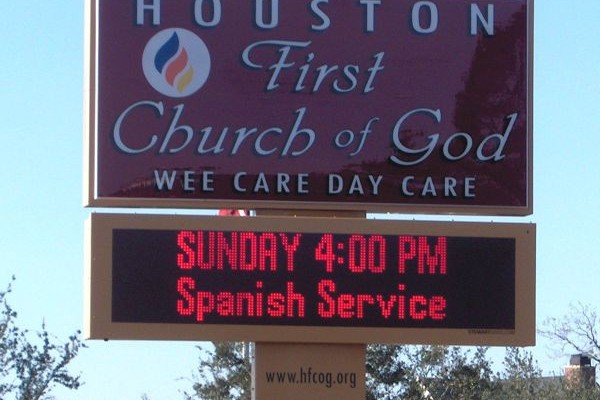 HOUSTON
First
Church of God
WEE CARE DAY CARE
SUNDAY 4:00 PM
Spanish Service
www.hfcog.org